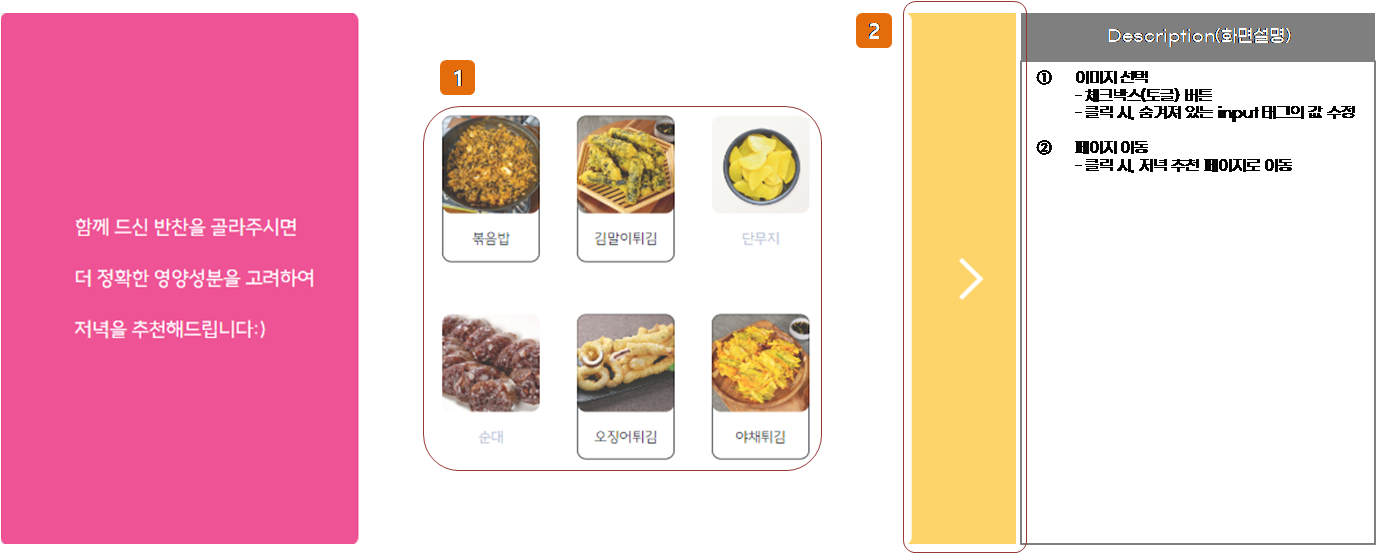 함께 드신 반찬을 골라주시면
더 정확한 영양성분을 고려하여
저녁을 추천해드립니다:)
1
볶음밥
김말이튀김
단무지
순대
오징어튀김
야채튀김
2
Description(화면설명)
① 이미지 선택
- 체크박스(토글) 버튼
- 클릭 시, 숨겨져 있는 input 태그의 값 수정
② 페이지 이동
- 클릭 시, 저녁 추천 페이지로 이동